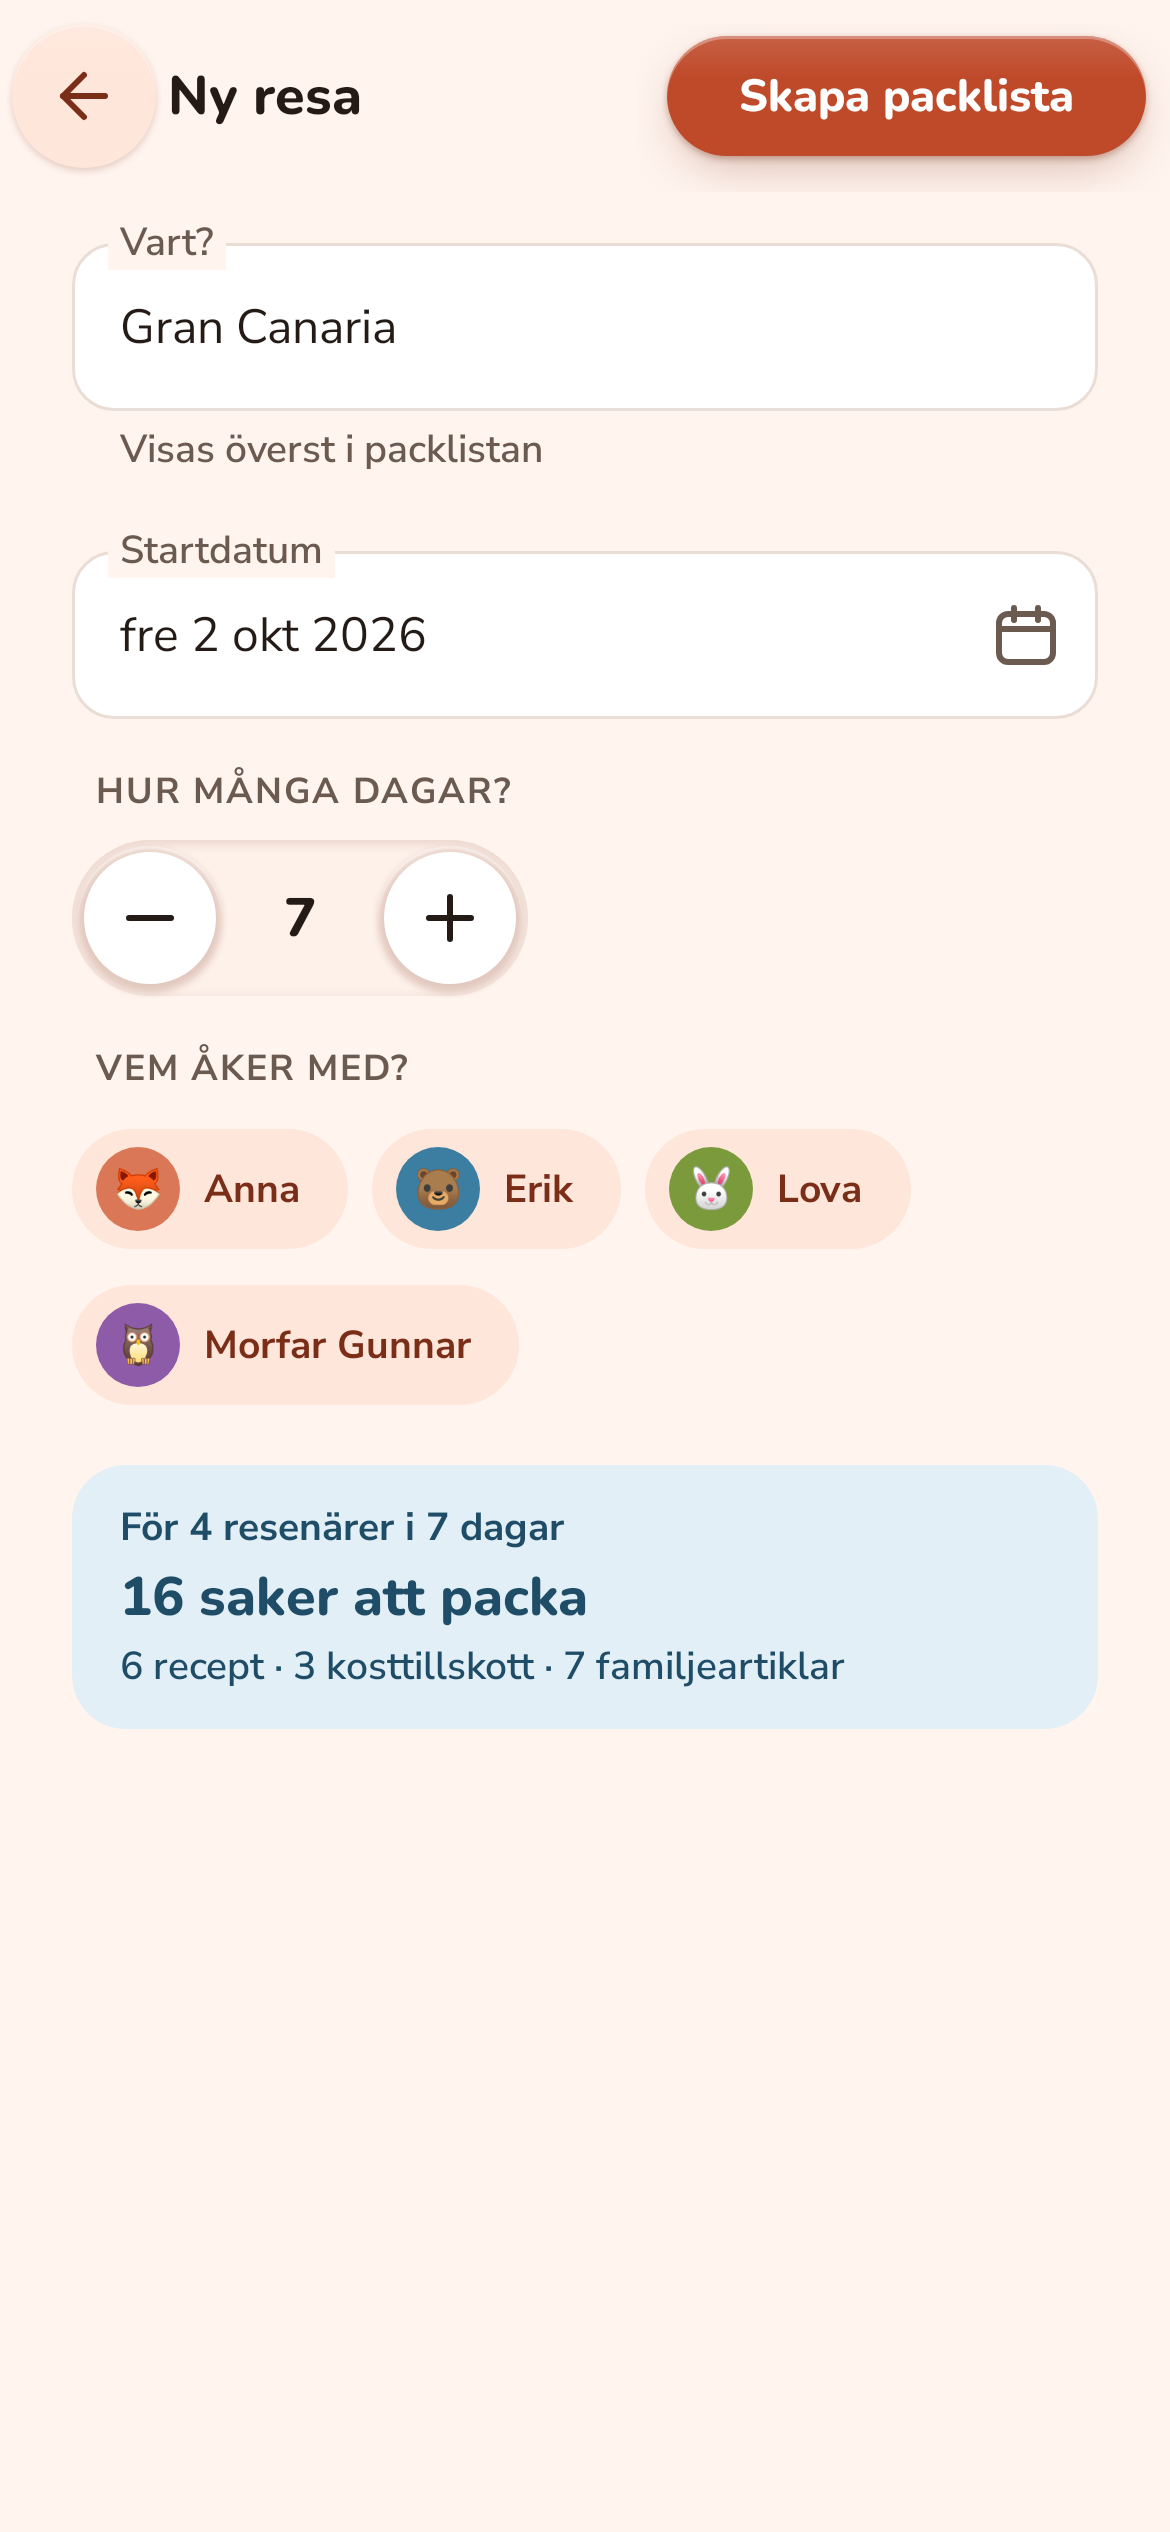 Ny resa
Skapa packlista
Vart?
Gran Canaria
Visas överst i packlistan
Startdatum
fre 2 okt 2026
HUR MÅNGA DAGAR?
7
VEM ÅKER MED?
Anna
Erik
Lova
Morfar Gunnar
För 4 resenärer i 7 dagar
16 saker att packa
6 recept · 3 kosttillskott · 7 familjeartiklar